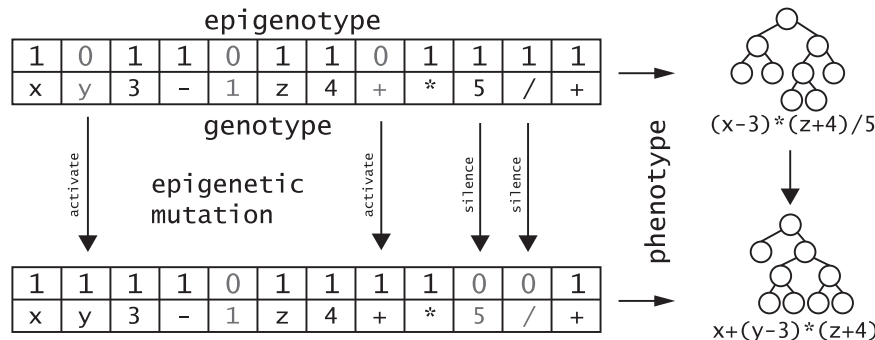 epigenotype
1 0 1 1 0 1 1 0 1 1 1 1
x y 3 - 1 z 4 + * 5 / +
genotype
(x-3)*(z+4)/5
activate
epigenetic
mutation
activate
silence
silence
phenotype
1 1 1 1 0 1 1 1 1 0 0 1
x y 3 - 1 z 4 + * 5 / +
x+(y-3)*(z+4)